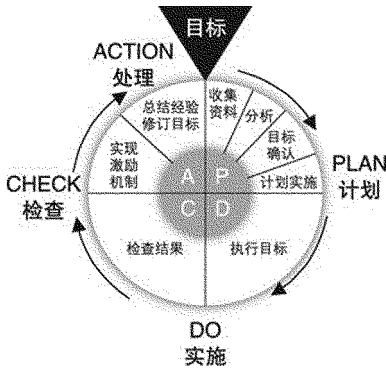 目标
ACTION
处理
总结经验
修订目标
收集
资料
分析
目标
确认
实现
激励
机制
计划实施
A
P
C
D
CHECK
检查
PLAN
计划
检查结果
执行目标
DO
实施